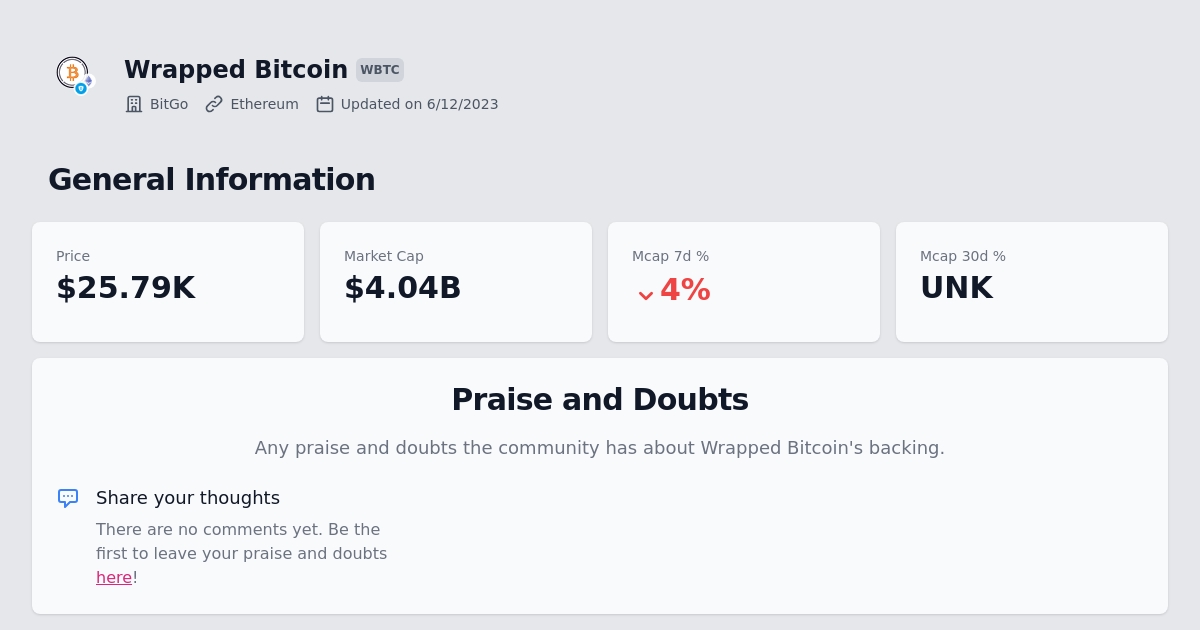 Wrapped Bitcoin WBTC
BitGo Ethereum Updated on 6/12/2023
General Information
Price
$25.79K
Market Cap
$4.04B
Mcap 7d %
4%
Mcap 30d %
UNK
Praise and Doubts
Any praise and doubts the community has about Wrapped Bitcoin's backing.
Share your thoughts
There are no comments yet. Be the
first to leave your praise and doubts
here!